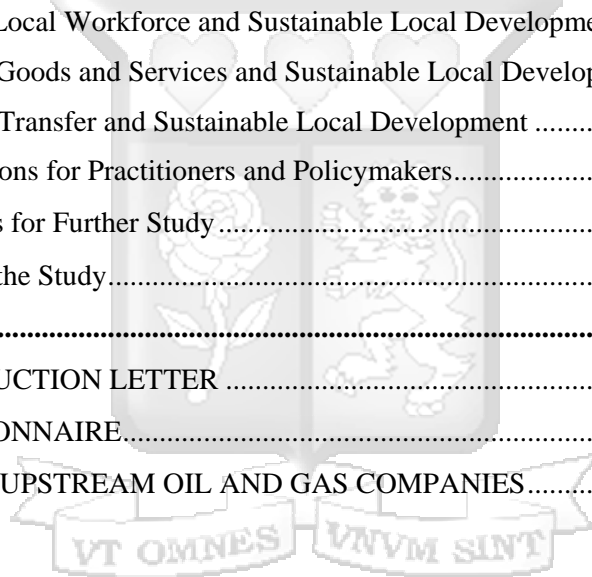 Local Workforce and Sustainable Local Developme
Goods and Services and Sustainable Local Develop
Transfer and Sustainable Local Development ..........
ons for Practitioners and Policymakers......................
s for Further Study......................................................
the Study.....................................................................
....................................................................................
UCTION LETTER .....................................................
ONNAIRE...................................................................
UPSTREAM OIL AND GAS COMPANIES..........
VT OMNES VNVM SINT